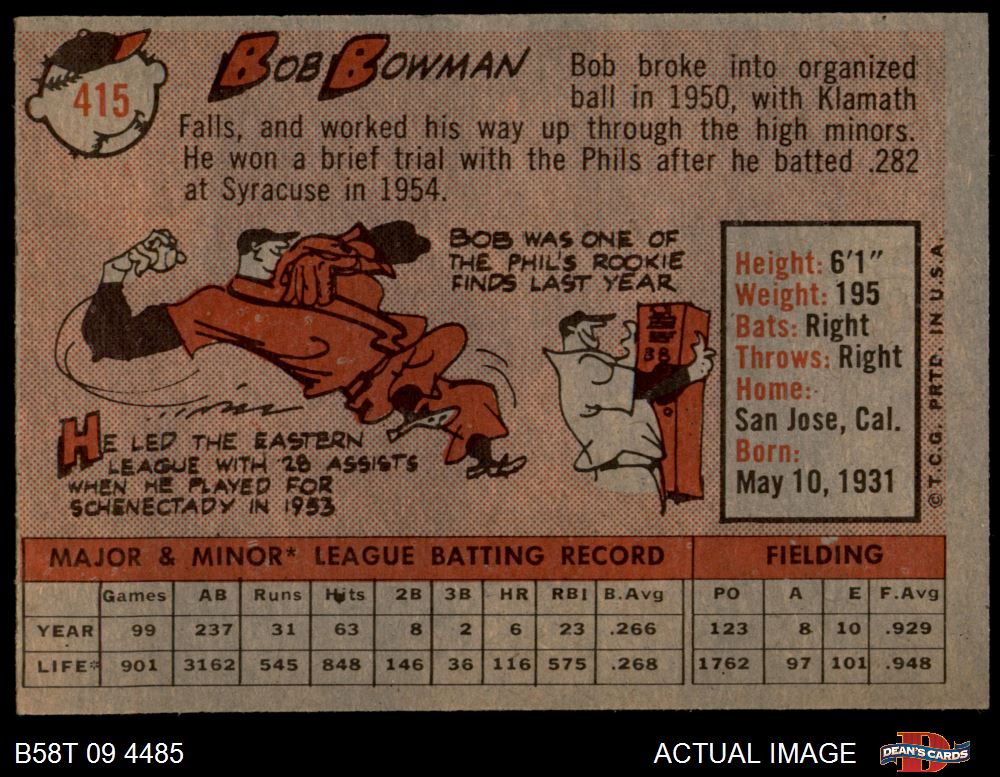 415
BOB BOWMAN
Bob broke into organized
ball in 1950, with Klamath
Falls, and worked his way up through the high minors.
He won a brief trial with the Phils after he batted .282
at Syracuse in 1954.
BOB WAS ONE OF
THE PHIL'S ROOKIE
FINDS LAST YEAR
BB
HE LED THE EASTERN
LEAGUE WITH 28 ASSISTS
WHEN HE PLAYED FOR
SCHENECTADY IN 1953
Height: 6'1"
Weight: 195
Bats: Right
Throws: Right
Home:
San Jose, Cal.
Born:
May 10, 1931
© T.C.G. PRTD. IN U.S.A.
MAJOR & MINOR* LEAGUE BATTING RECORD FIELDING
Games AB Runs Hits 2B 3B HR RBI B.Avg PO A E F.Avg
YEAR 99 237 31 63 8 2 6 23 .266 123 8 10 .929
LIFE* 901 3162 545 848 146 36 116 575 .268 1762 97 101 .948
B58T 09 4485 ACTUAL IMAGE DEAN'S CARDS